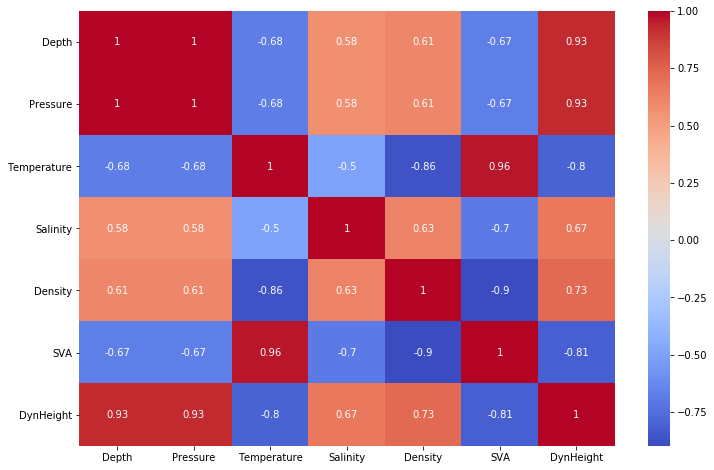 Depth 1 1 -0.68 0.58 0.61 -0.67 0.93
Pressure 1 1 -0.68 0.58 0.61 -0.67 0.93
Temperature -0.68 -0.68 1 -0.5 -0.86 0.96 -0.8
Salinity 0.58 0.58 -0.5 1 0.63 -0.7 0.67
Density 0.61 0.61 -0.86 0.63 1 -0.9 0.73
SVA -0.67 -0.67 0.96 -0.7 -0.9 1 -0.81
DynHeight 0.93 0.93 -0.8 0.67 0.73 -0.81 1
Depth Pressure Temperature Salinity Density SVA DynHeight
1.00
0.75
0.50
0.25
0.00
−0.25
−0.50
−0.75